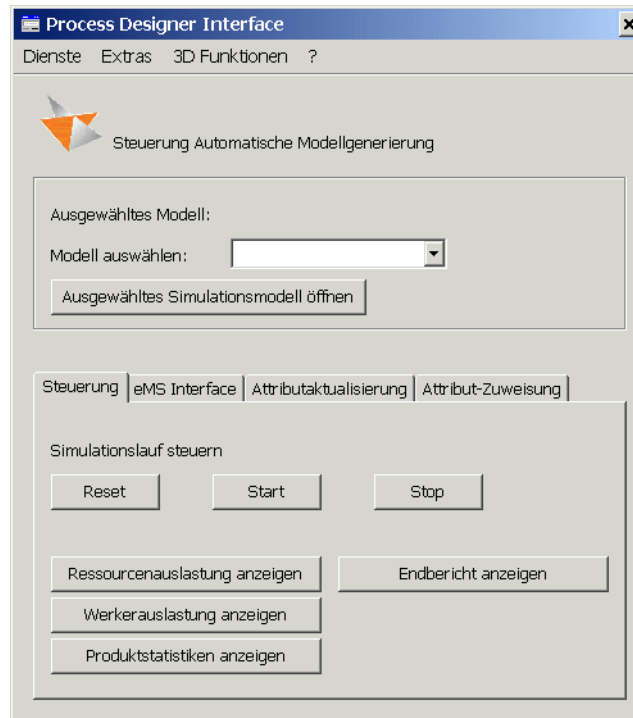 Process Designer Interface
Dienste Extras 3D Funktionen ?
Steuerung Automatische Modellgenerierung
Ausgewähltes Modell:
Modell auswählen:
Ausgewähltes Simulationsmodell öffnen
Steuerung eMS Interface Attributaktualisierung Attribut-Zuweisung
Simulationslauf steuern
Reset Start Stop
Ressourcenauslastung anzeigen Endbericht anzeigen
Werkerauslastung anzeigen
Produktstatistiken anzeigen